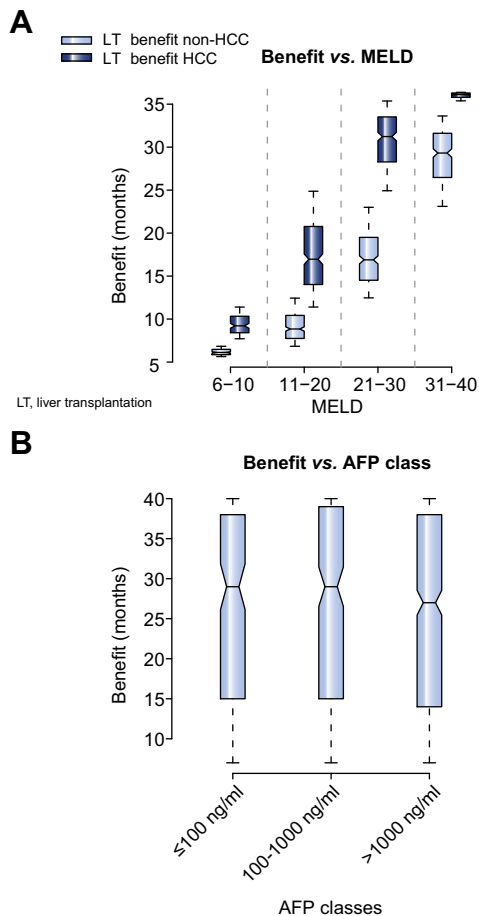 A
LT benefit non-HCC
LT benefit HCC
Benefit vs. MELD
35
30
25
20
15
10
5
Benefit (months)
6–10 11–20 21–30 31–40
MELD
LT, liver transplantation
B
Benefit vs. AFP class
40
35
30
25
20
15
10
Benefit (months)
≤100 ng/ml
100-1000 ng/ml
>1000 ng/ml
AFP classes